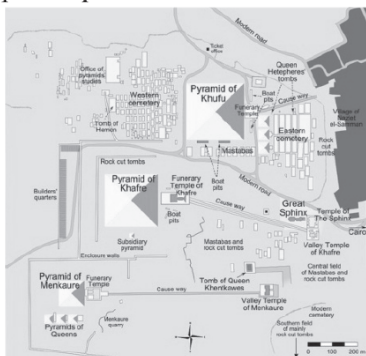 Modern road
Ticket
office
Office of
pyramids
studies
Western
cemetery
Tomb of
Hemon
Pyramid of
Khufu
Queen
Hetepheres'
tombs
Boat
pits
Cause way
Funerary
Temple
Eastern
cemetery
Village of
Nazlet
el-Samman
Rock
cut
tombs
Mastabas
Boat
pits
Modern road
Rock cut tombs
Builders'
quarters
Pyramid of
Khafre
Funerary
Temple of
Khafre
Boat
pits
Cause way
Great
Sphinx
Temple of
The Sphinx
Cairo
Valley Temple
of Khafre
Subsidiary
pyramid
Mastabas and
rock cut tombs
Enclosure walls
Central field
of Mastabas and
rock cut tombs
Tomb of Queen
Khentkawes
Pyramid of
Menkaure
Funerary
Temple
Cause way
Valley Temple
of Menkaure
Pyramids
of Queens
Menkaure
quarry
Modern
cemetery
Southern field
of mainly
rock cut tombs
0 100 200 m